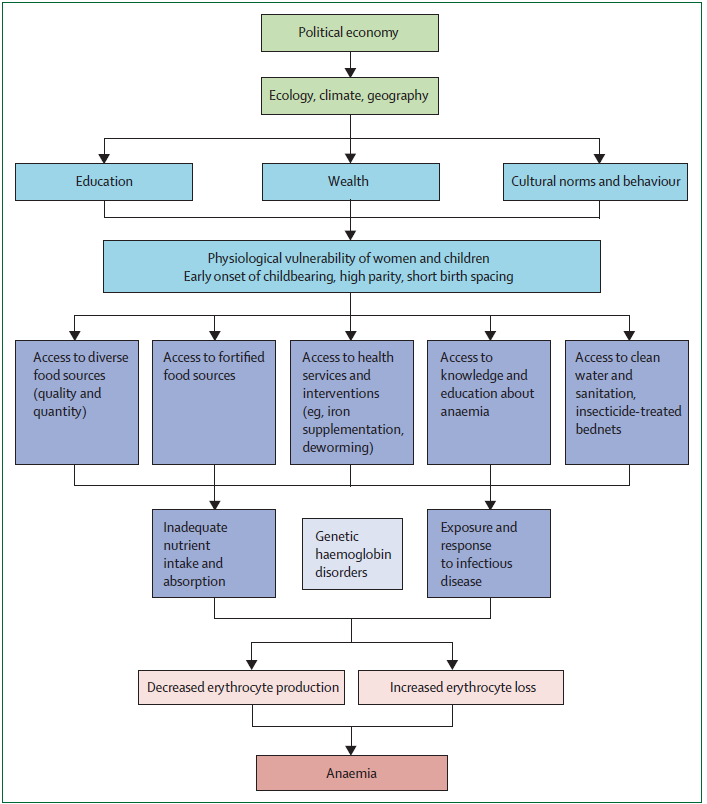 Political economy
Ecology, climate, geography
Education
Wealth
Cultural norms and behaviour
Physiological vulnerability of women and children
Early onset of childbearing, high parity, short birth spacing
Access to diverse
food sources
(quality and
quantity)
Access to fortified
food sources
Access to health
services and
interventions
(eg, iron
supplementation,
deworming)
Access to
knowledge and
education about
anaemia
Access to clean
water and
sanitation,
insecticide-treated
bednets
Inadequate
nutrient
intake and
absorption
Genetic
haemoglobin
disorders
Exposure and
response
to infectious
disease
Decreased erythrocyte production
Increased erythrocyte loss
Anaemia